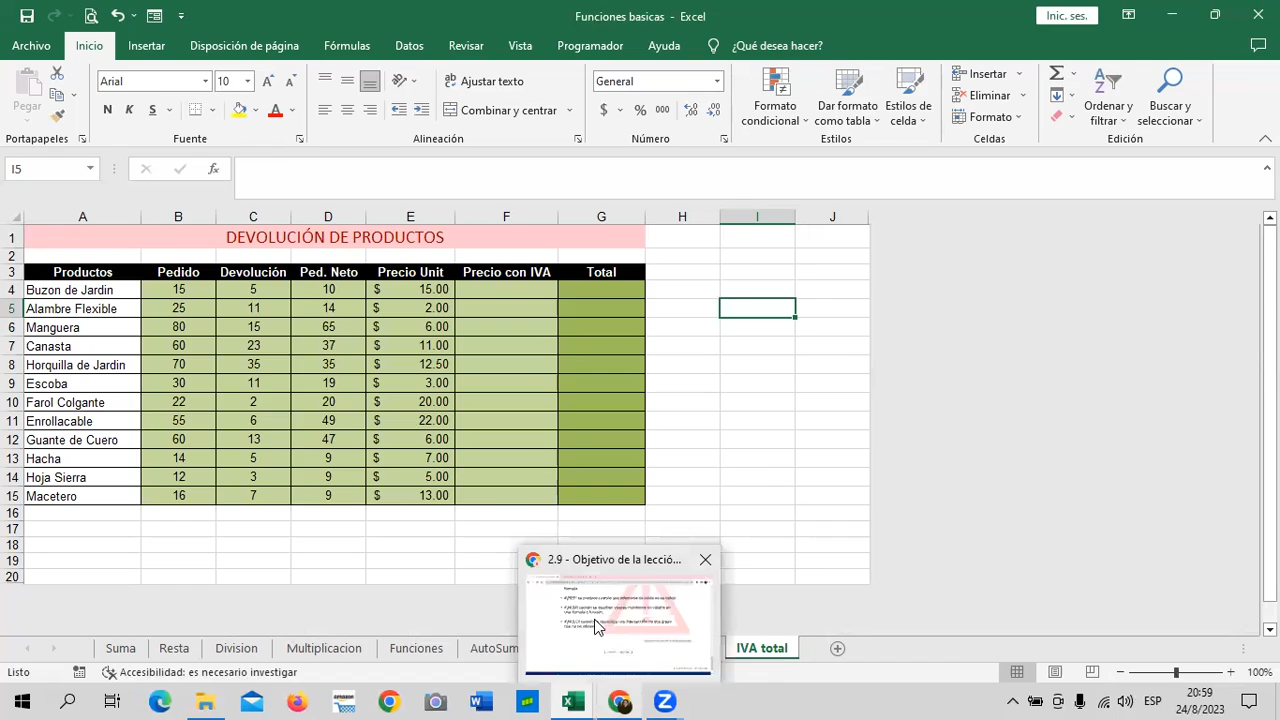 Funciones basicas - Excel
Inic. ses.
Archivo Inicio Insertar Disposición de página Fórmulas Datos Revisar Vista Programador Ayuda ¿Qué desea hacer?
Pegar
Arial 10
Ajustar texto
General
Formato condicional
Dar formato como tabla
Estilos de celda
Insertar
Eliminar
Formato
Ordenar y filtrar
Buscar y seleccionar
N K S
Combinar y centrar
$ % 000
Portapapeles Fuente Alineación Número Estilos Celdas Edición
I5 fx
A B C D E F G H I J
1 DEVOLUCIÓN DE PRODUCTOS
2
3 Productos Pedido Devolución Ped. Neto Precio Unit Precio con IVA Total
4 Buzon de Jardin 15 5 10 $ 15.00
5 Alambre Flexible 25 11 14 $ 2.00
6 Manguera 80 15 65 $ 6.00
7 Canasta 60 23 37 $ 11.00
8 Horquilla de Jardin 70 35 35 $ 12.50
9 Escoba 30 11 19 $ 3.00
10 Farol Colgante 22 2 20 $ 20.00
11 Enrollacable 55 6 49 $ 22.00
12 Guante de Cuero 60 13 47 $ 6.00
13 Hacha 14 5 9 $ 7.00
14 Hoja Sierra 12 3 9 $ 5.00
15 Macetero 16 7 9 $ 13.00
16
17
18
19
20
2.9 - Objetivo de la lecció...
Suma Resta Division Multiplicacion Funciones AutoSum IVA total
Listo Accesibilidad: es necesario investigar 100%
ESP
20:59
24/8/2023